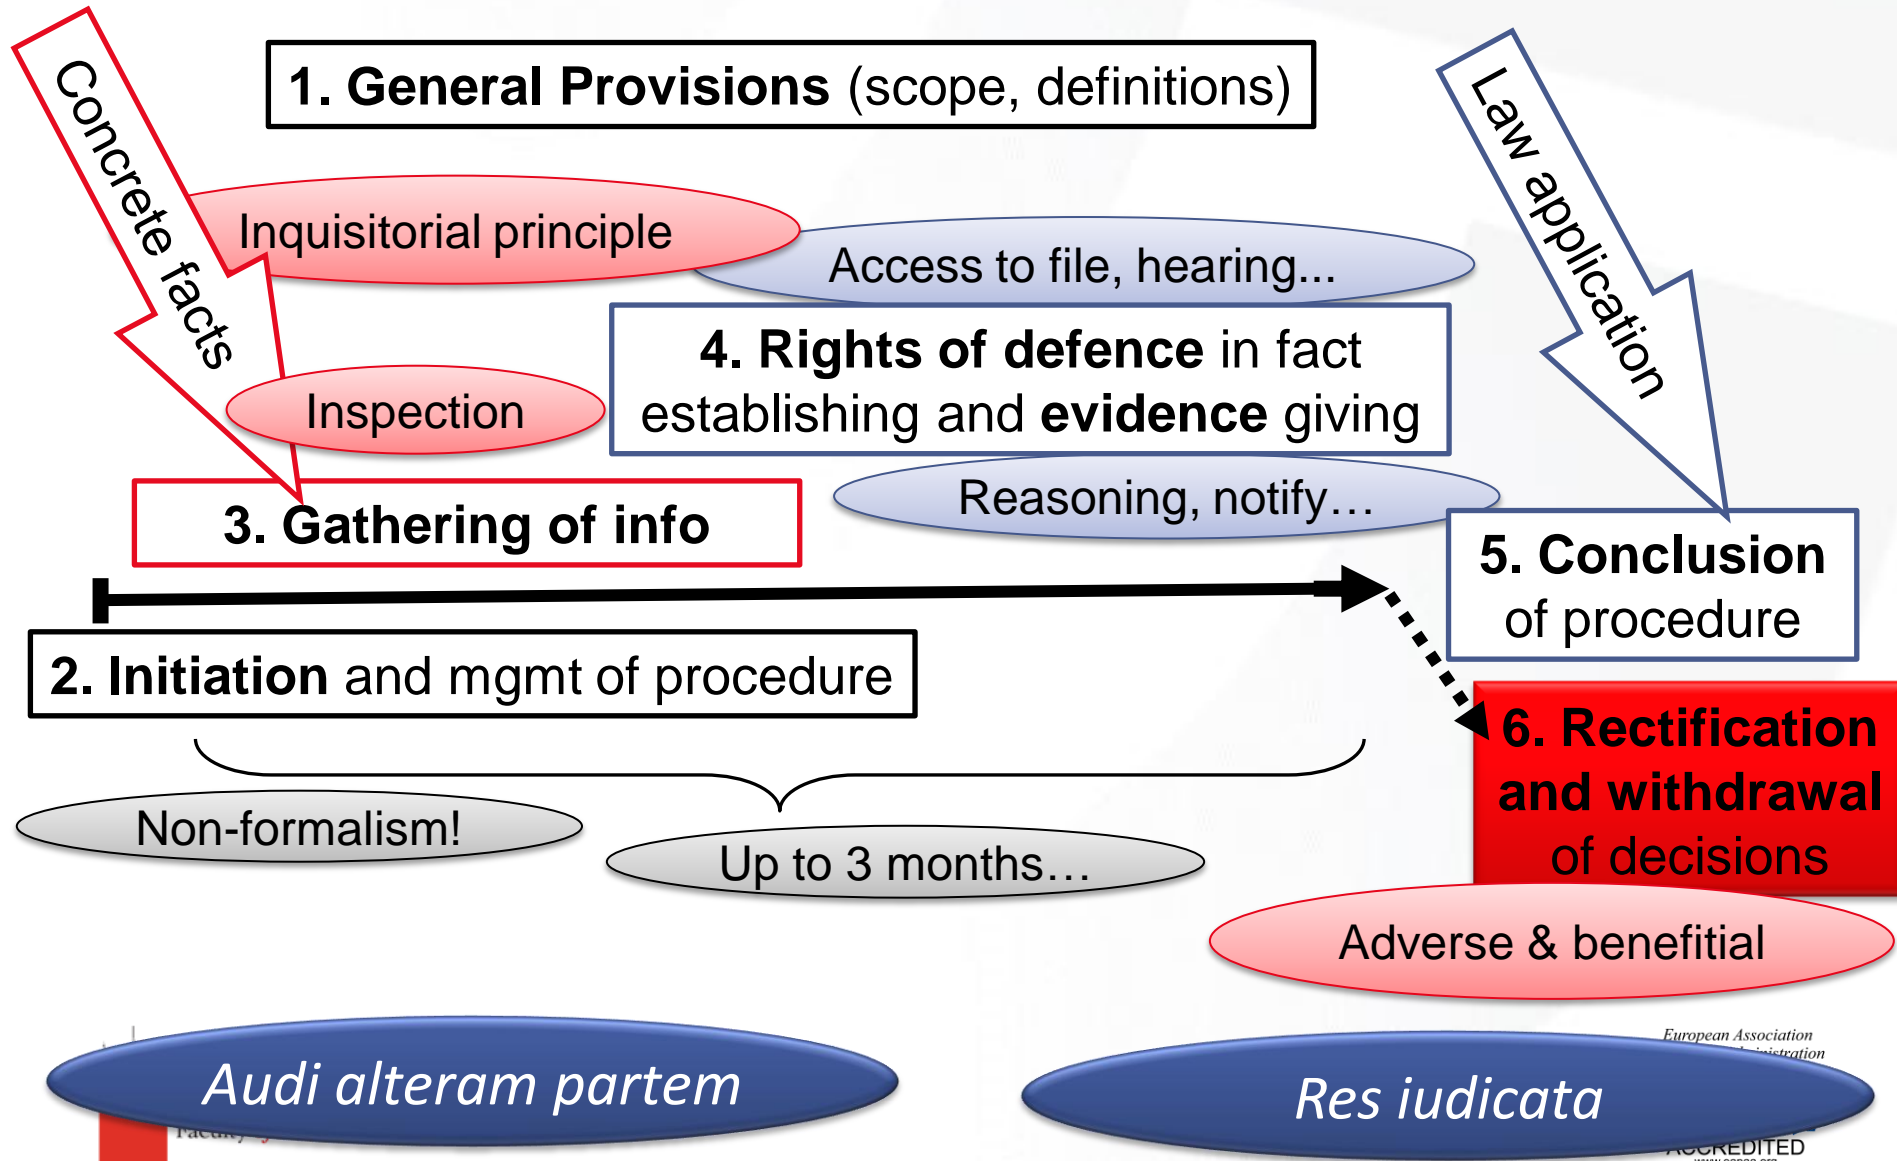 Concrete facts
1. General Provisions (scope, definitions)
Law application
Inquisitorial principle
Access to file, hearing...
4. Rights of defence in fact
establishing and evidence giving
Inspection
Reasoning, notify…
3. Gathering of info
5. Conclusion
of procedure
2. Initiation and mgmt of procedure
6. Rectification
and withdrawal
of decisions
Non-formalism!
Up to 3 months…
Adverse & benefitial
European Association
Audi alteram partem
Res iudicata
ACCREDITED